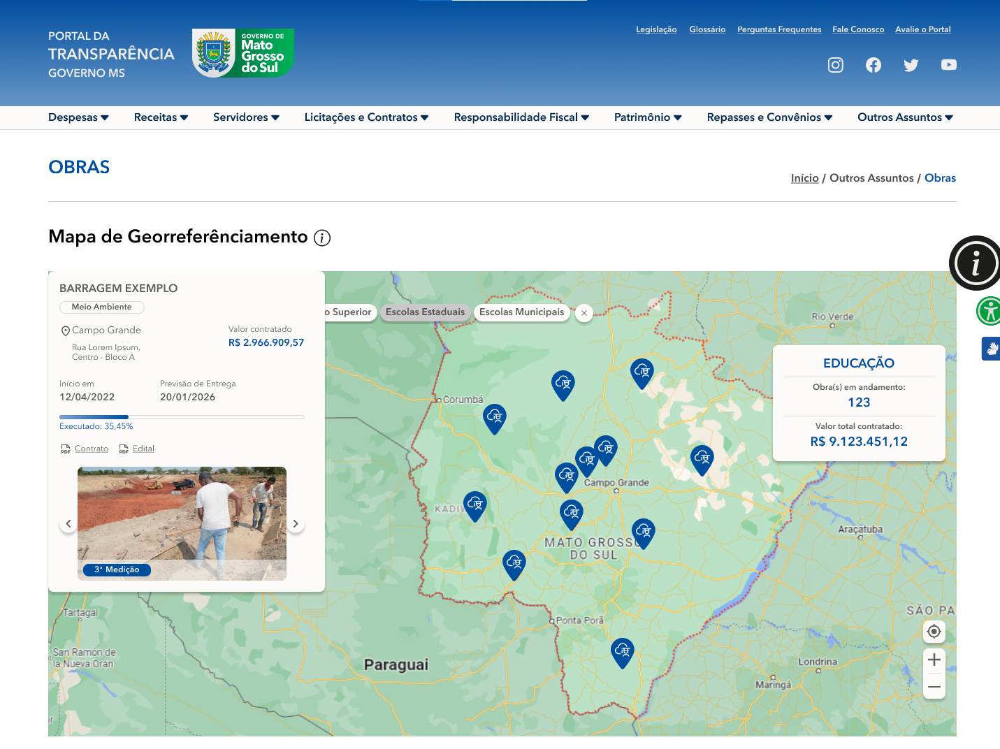 PORTAL DA
TRANSPARÊNCIA
GOVERNO MS
GOVERNO DE
Mato
Grosso
do Sul
Legislação Glossário Perguntas Frequentes Fale Conosco Avalie o Portal
Despesas Receitas Servidores Licitações e Contratos Responsabilidade Fiscal Patrimônio Repasses e Convênios Outros Assuntos
OBRAS
Início / Outros Assuntos / Obras
Mapa de Georreferênciamento i
i
BARRAGEM EXEMPLO
Meio Ambiente
Campo Grande
Rua Lorem Ipsum,
Centro - Bloco A
Valor contratado
R$ 2.966.909,57
Início em
12/04/2022
Previsão de Entrega
20/01/2026
Executado: 35,45%
PDF Contrato PDF Edital
3ª Medição
o Superior Escolas Estaduais Escolas Municipais ×
EDUCAÇÃO
Obra(s) em andamento:
123
Valor total contratado:
R$ 9.123.451,12
Rio Verde
Corumbá
Campo Grande
KADIW
MATO GROSSO
DO SUL
Araçatuba
Ponta Porã
SÃO PA
Tartagal
San Ramón de
la Nueva Orán
Paraguai
Londrina
Maringá
or